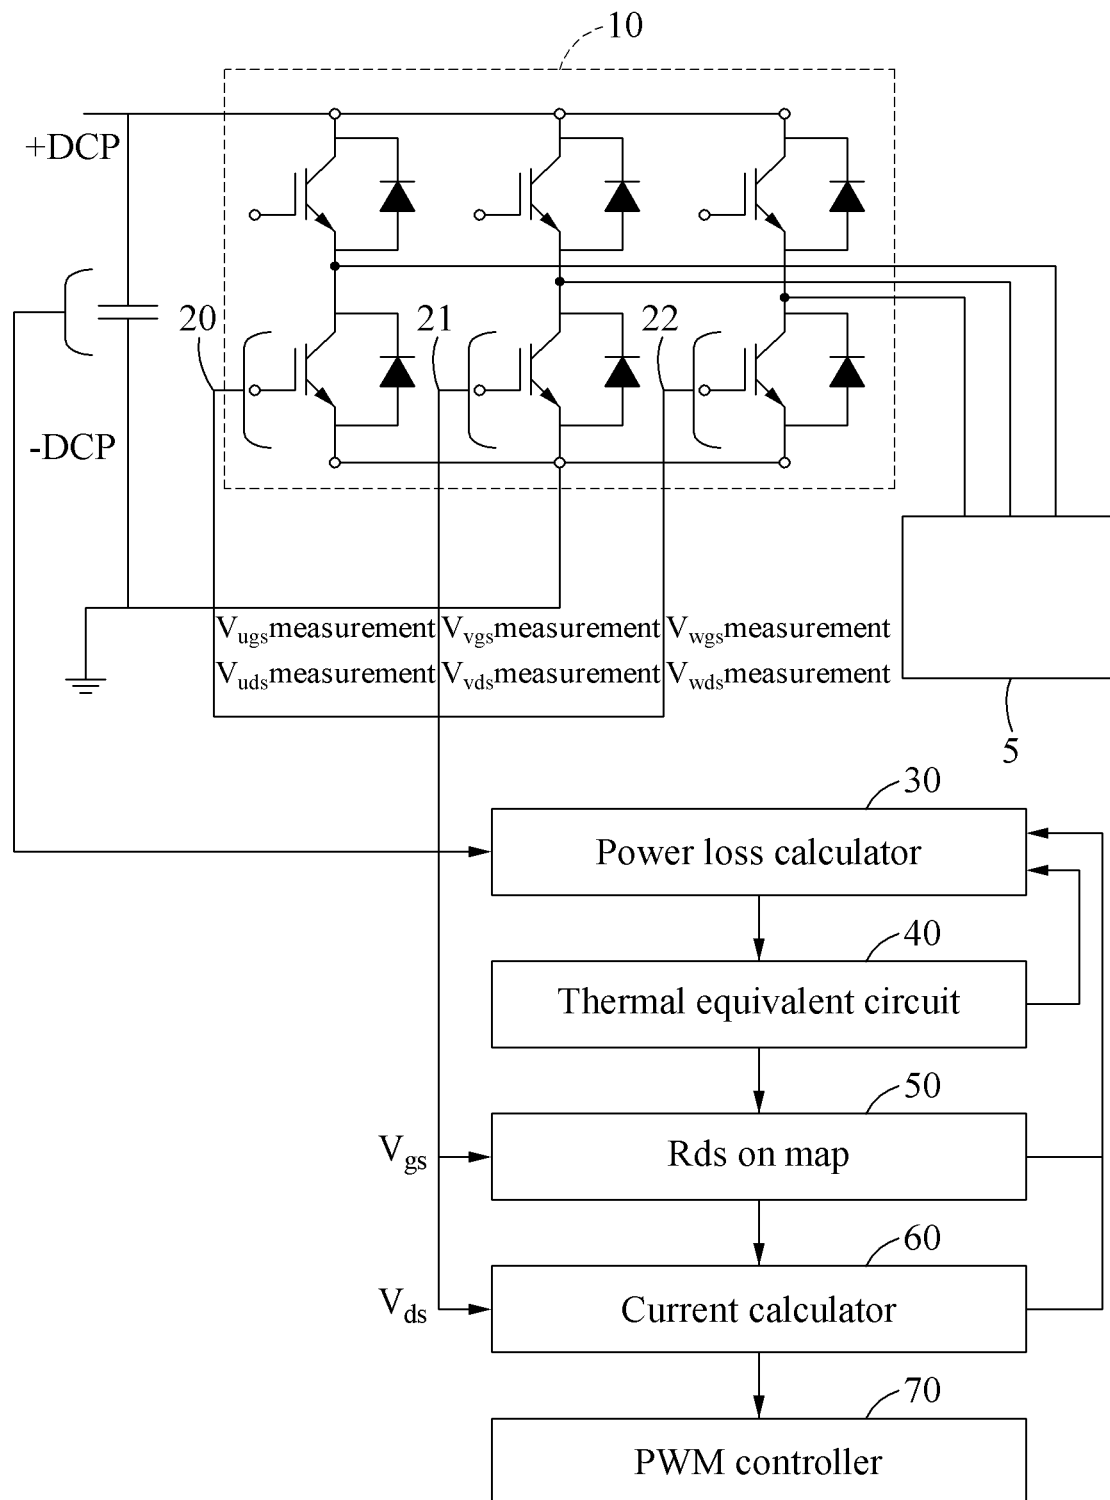 10
+DCP
20
21
22
-DCP
Vugsmeasurement Vvgsmeasurement Vwgsmeasurement
Vudsmeasurement Vvdsmeasurement Vwdsmeasurement
5
30
Power loss calculator
40
Thermal equivalent circuit
50
Vgs
Rds on map
60
Vds
Current calculator
70
PWM controller